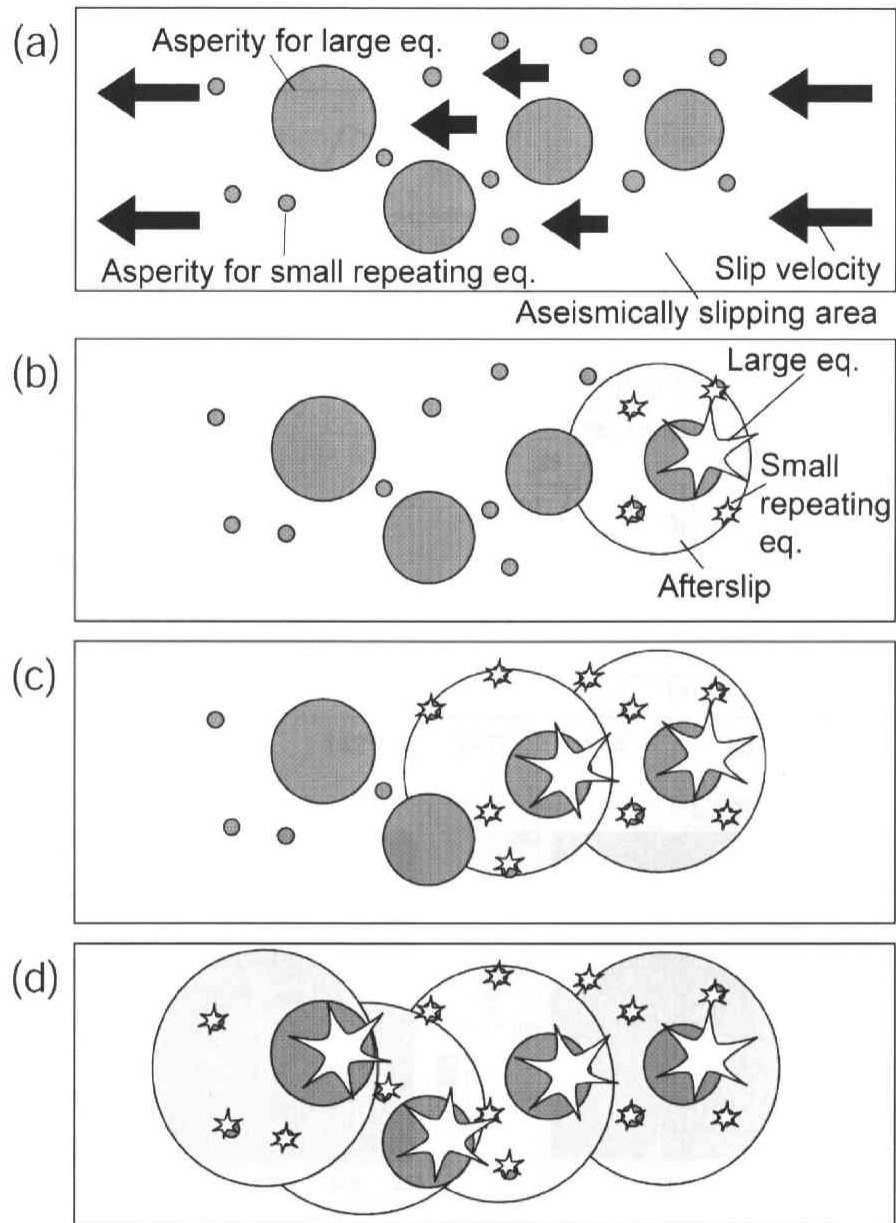 (a)
Asperity for large eq.
Asperity for small repeating eq.
Slip velocity
Aseismically slipping area
(b)
Large eq.
Small
repeating
eq.
Afterslip
(c)
(d)